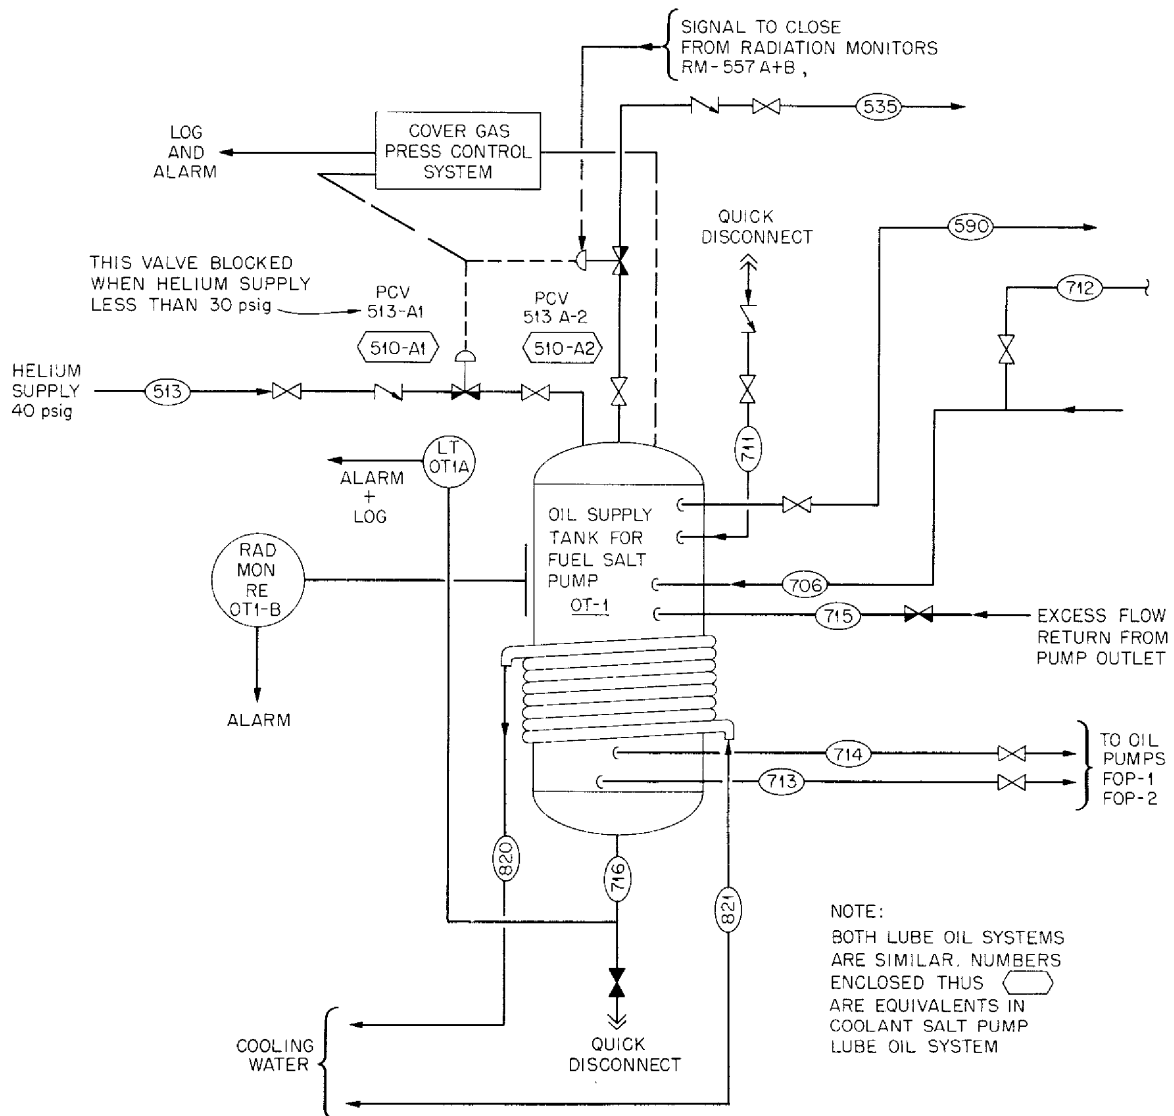 SIGNAL TO CLOSE
FROM RADIATION MONITORS
RM-557 A+B,
535
LOG
AND
ALARM
COVER GAS
PRESS CONTROL
SYSTEM
QUICK
DISCONNECT
590
THIS VALVE BLOCKED
WHEN HELIUM SUPPLY
LESS THAN 30 psig
PCV
513-A1
PCV
513 A-2
712
510-A1
510-A2
HELIUM
SUPPLY
40 psig
513
711
LT
OT1A
ALARM
+
LOG
OIL SUPPLY
TANK FOR
FUEL SALT
PUMP
OT-1
RAD
MON
RE
OT1-B
706
715
EXCESS FLOW
RETURN FROM
PUMP OUTLET
ALARM
714
713
TO OIL
PUMPS
FOP-1
FOP-2
820
716
821
NOTE:
BOTH LUBE OIL SYSTEMS
ARE SIMILAR. NUMBERS
ENCLOSED THUS
ARE EQUIVALENTS IN
COOLANT SALT PUMP
LUBE OIL SYSTEM
COOLING
WATER
QUICK
DISCONNECT